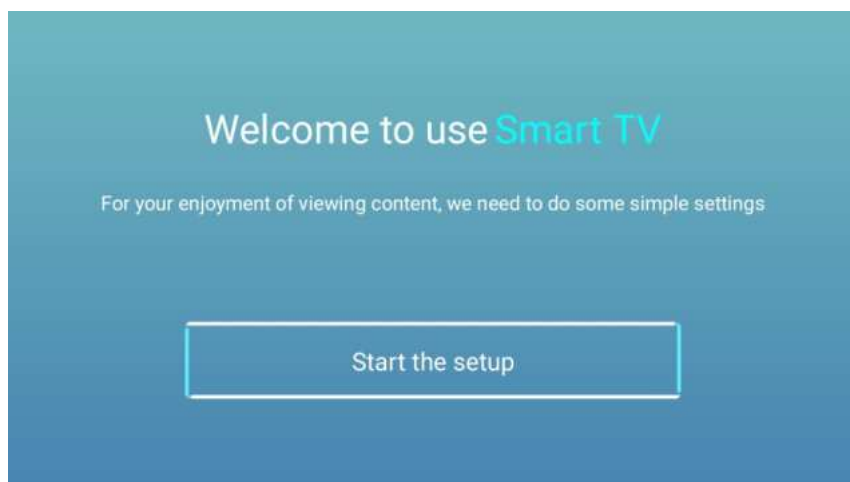 Welcome to use Smart TV
For your enjoyment of viewing content, we need to do some simple settings
Start the setup